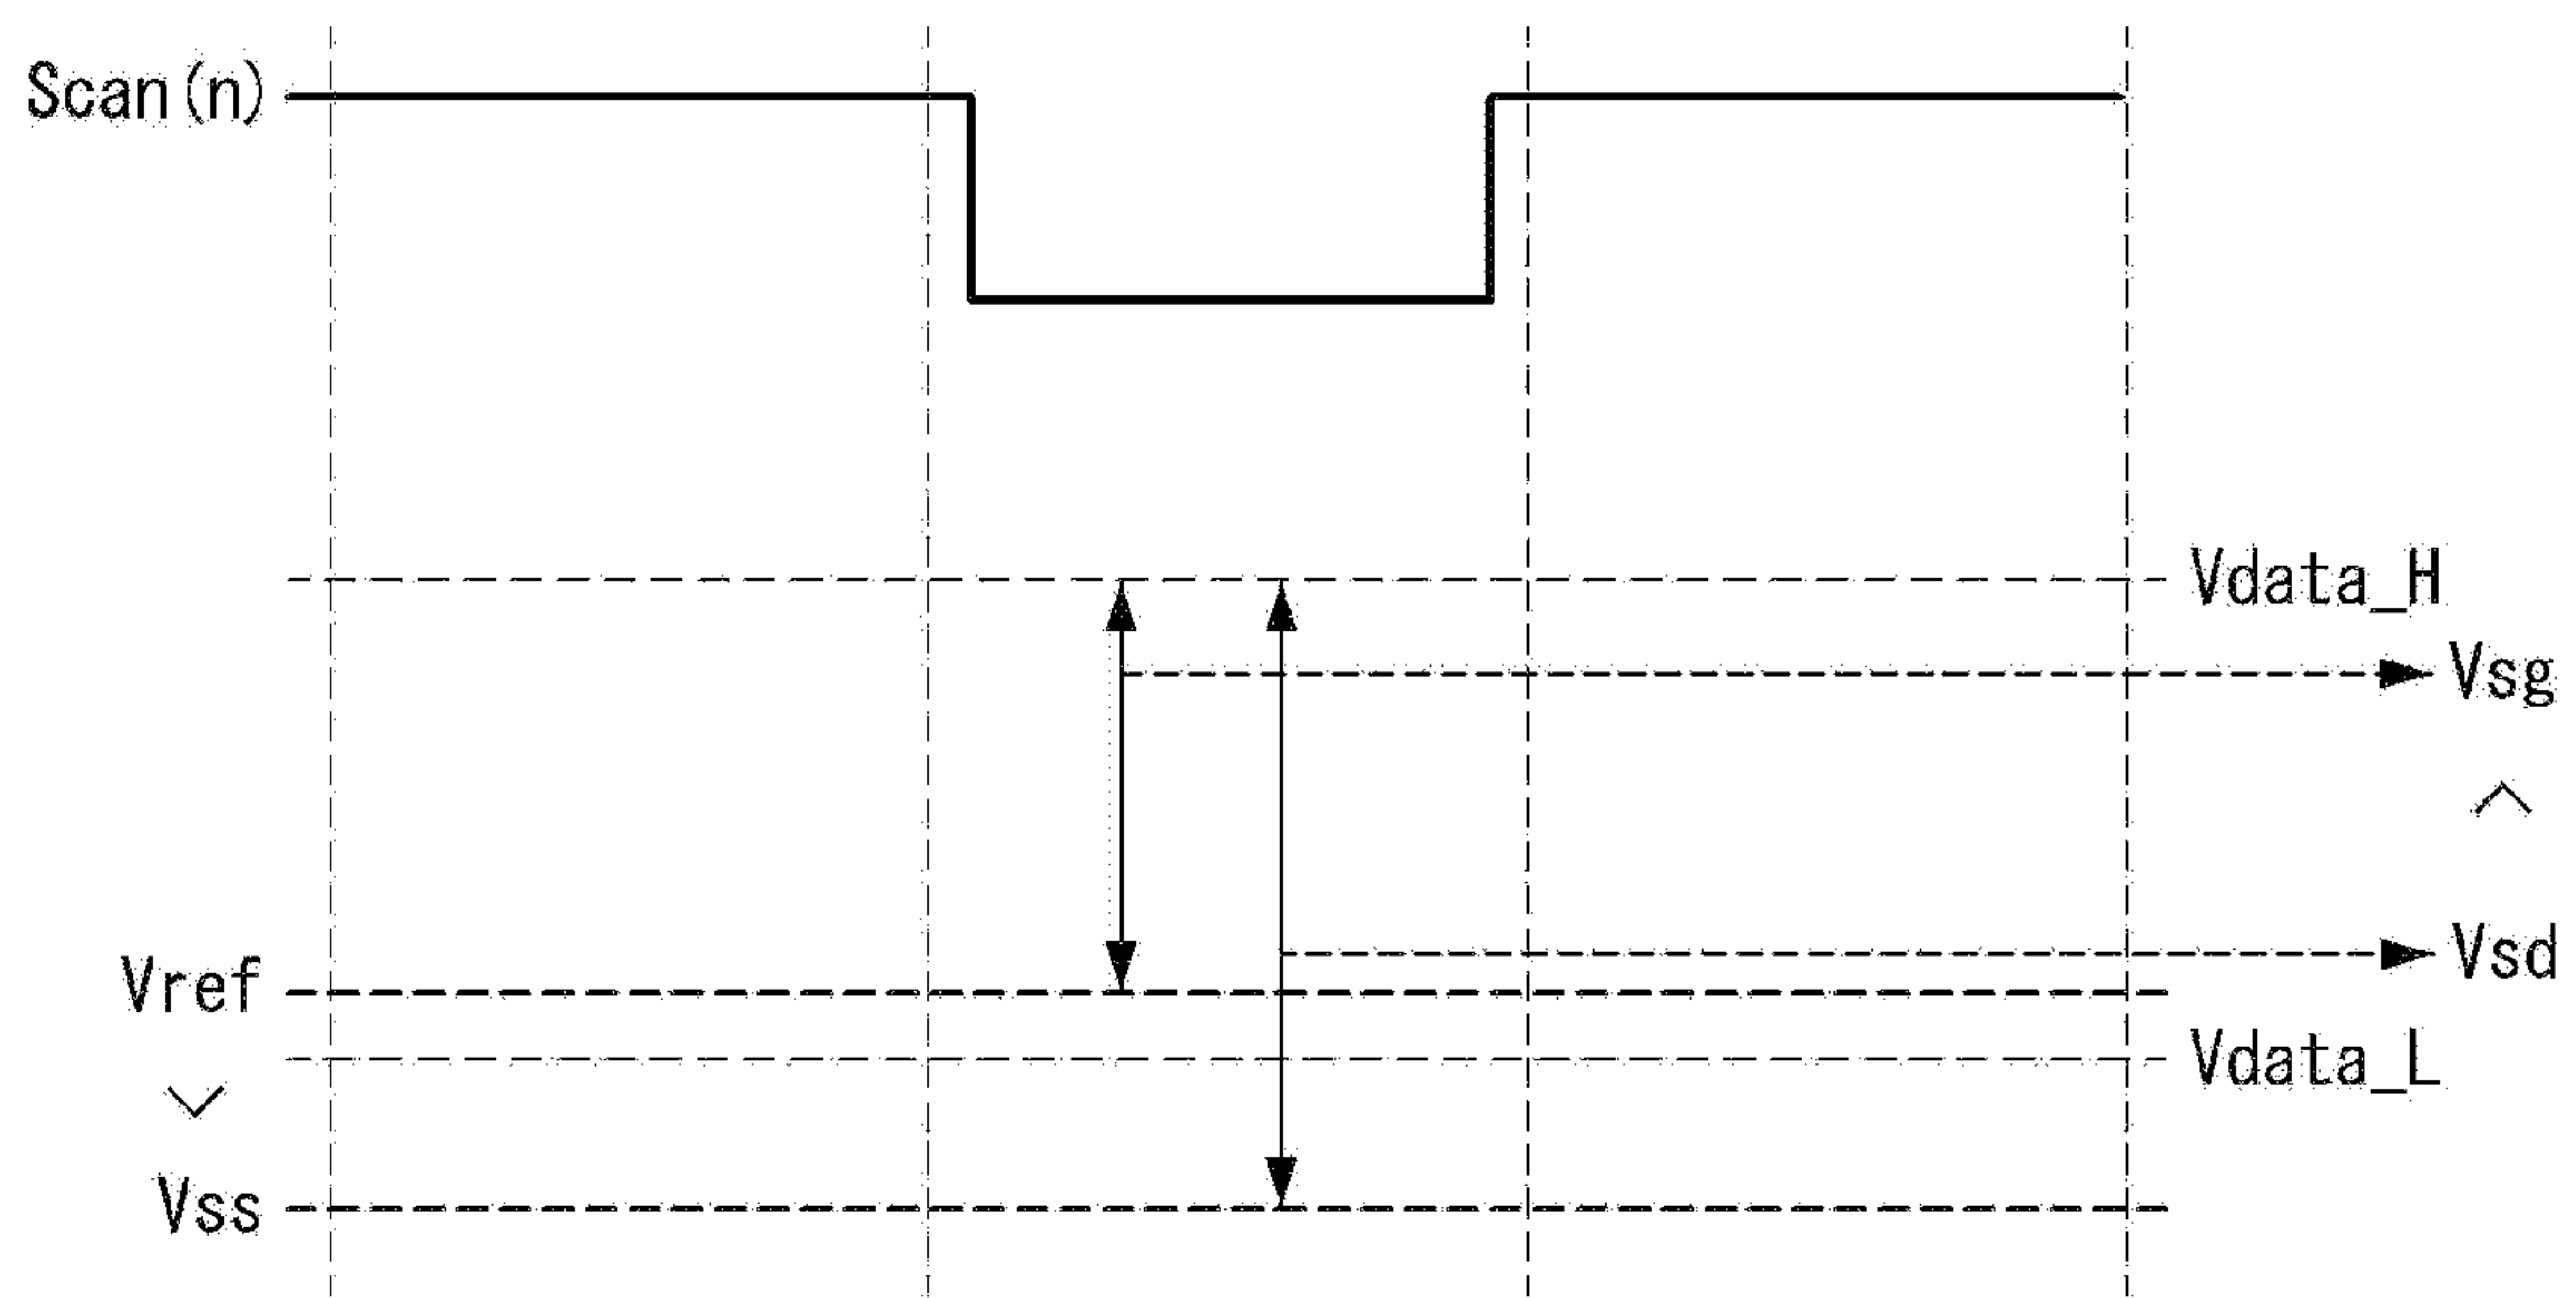 Scan(n)
Vdata_H
Vsg
^
Vsd
Vref
Vdata_L
∨
Vss